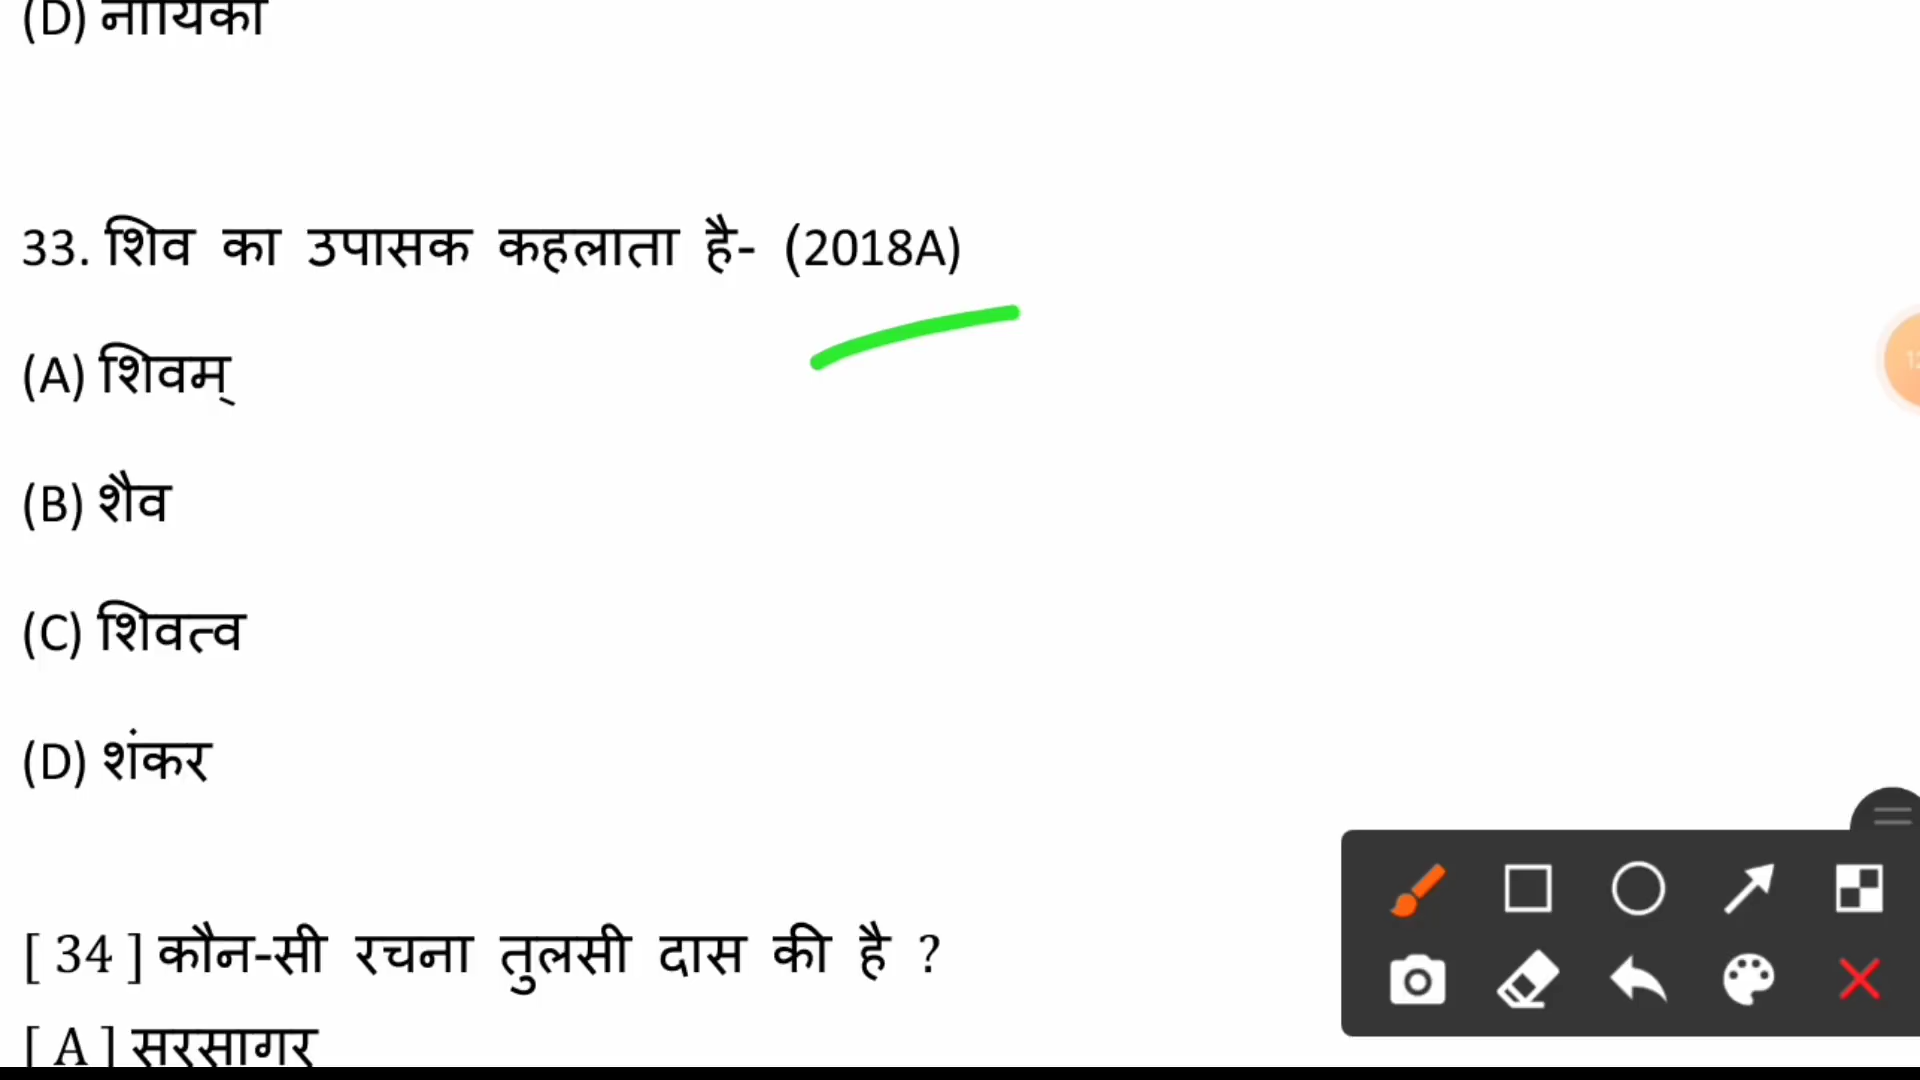 (D) नायिका
33. शिव का उपासक कहलाता है- (2018A)
(A) शिवम्
(B) शैव
(C) शिवत्व
(D) शंकर
[ 34 ] कौन-सी रचना तुलसी दास की है ?
[ A ] सूरसागर